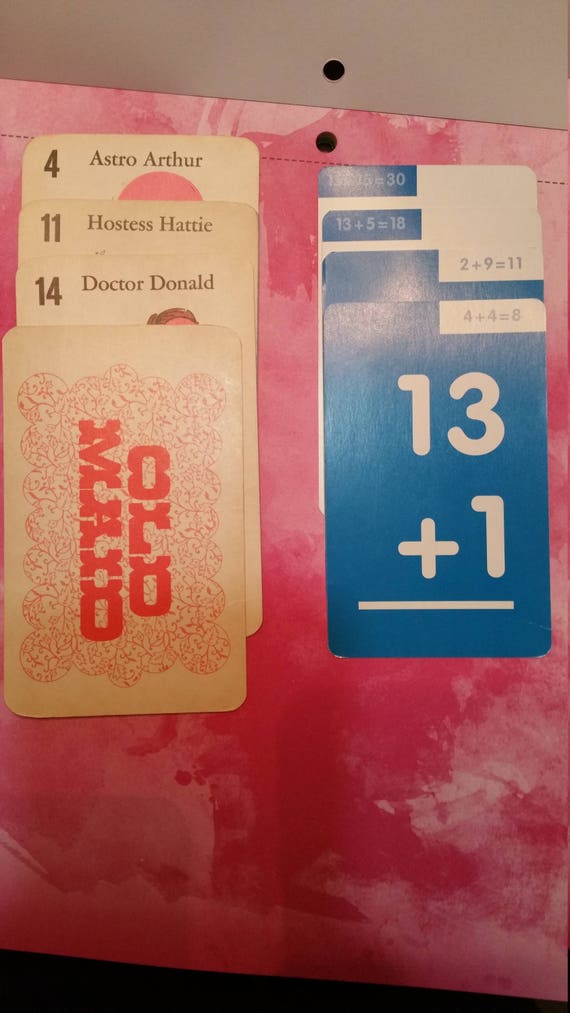 4 Astro Arthur
11 Hostess Hattie
14 Doctor Donald
OLD
MAID
=30
13+5=18
2+9=11
4+4=8
13
+1